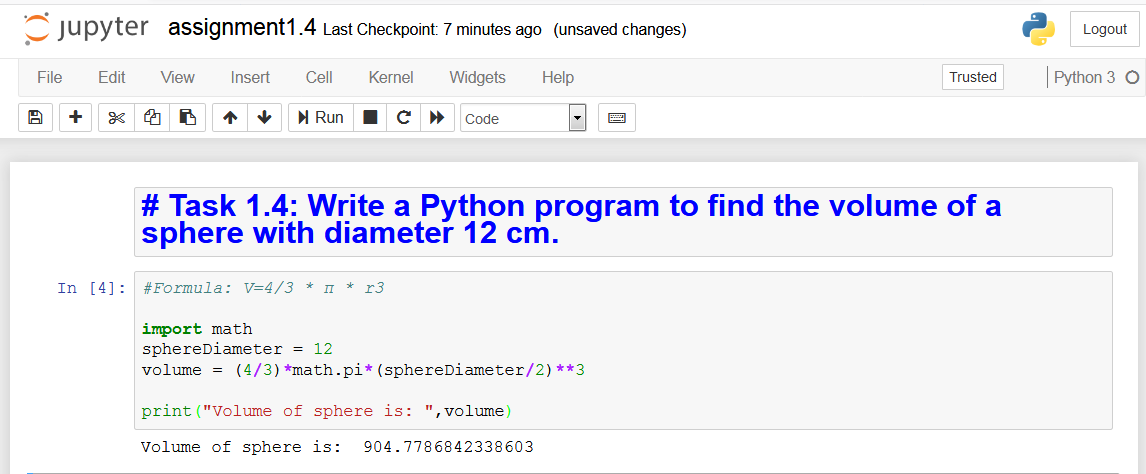 jupyter assignment1.4 Last Checkpoint: 7 minutes ago (unsaved changes) Logout
File Edit View Insert Cell Kernel Widgets Help Trusted Python 3
Run Code
# Task 1.4: Write a Python program to find the volume of a
sphere with diameter 12 cm.
In [4]: #Formula: V=4/3 * π * r3
import math
sphereDiameter = 12
volume = (4/3)*math.pi*(sphereDiameter/2)**3
print("Volume of sphere is: ",volume)
Volume of sphere is:  904.7786842338603